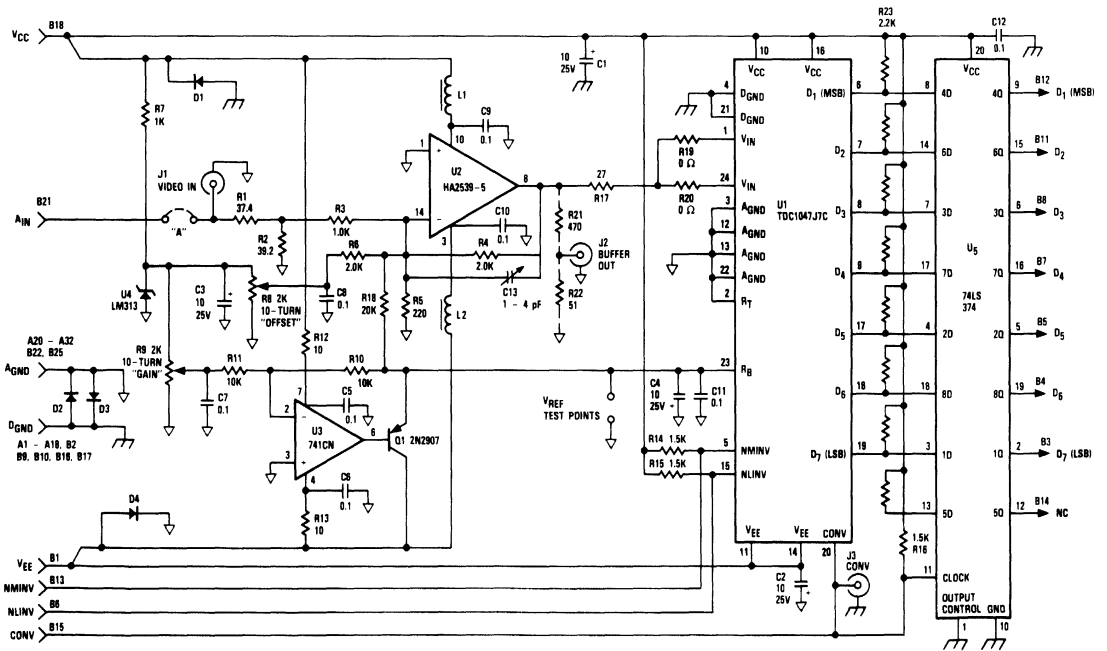 VCC B18
R23
2.2K
C12
0.1
10
25V
+
C1
10
16
20
VCC
VCC
VCC
D1
R7
1K
L1
C9
0.1
10
1
+
U2
HA2539-5
8
14
−
3
C10
0.1
4
DGND
21
DGND
1
VIN
D1 (MSB)
6
8
4D
4Q
9
B12
D1 (MSB)
R19
0 Ω
D2
7
14
6D
6Q
15
B11
D2
J1
VIDEO IN
B21
AIN
"A"
R1
37.4
R2
39.2
R3
1.0K
27
R17
24
VIN
R20
0 Ω
U1
TDC1047J7C
3
AGND
12
AGND
13
AGND
22
AGND
2
RT
D3
8
7
3D
3Q
6
B8
D3
U5
74LS
374
R21
470
J2
BUFFER
OUT
R22
51
R6
2.0K
R4
2.0K
C13
1 – 4 pF
D4
9
17
7D
7Q
16
B7
D4
U4
LM313
C3
10
25V
+
R8 2K
10-TURN
"OFFSET"
C8
0.1
R18
20K
R5
220
L2
R12
10
D5
17
4
2D
2Q
5
B5
D5
A20 - A32
B22, B25
AGND
R9 2K
10-TURN
"GAIN"
R11
10K
R10
10K
23
RB
D6
18
18
8D
8Q
19
B4
D6
D2
D3
C7
0.1
7
C5
0.1
VREF
TEST POINTS
C4
10
25V
+
C11
0.1
DGND
A1 - A18, B2
B9, B10, B16, B17
2
−
U3
741CN
6
Q1 2N2907
3
+
4
C6
0.1
R14 1.5K
5
NMINV
R15 1.5K
15
NLINV
D7 (LSB)
19
3
1D
1Q
2
B3
D7 (LSB)
D4
R13
10
13
5D
5Q
12
B14
NC
VEE
VEE
CONV
11
14
20
1.5K
R16
J3
CONV
11
CLOCK
VEE B1
NMINV B13
C2
10
25V
+
OUTPUT
CONTROL GND
NLINV B6
CONV B15
1
10